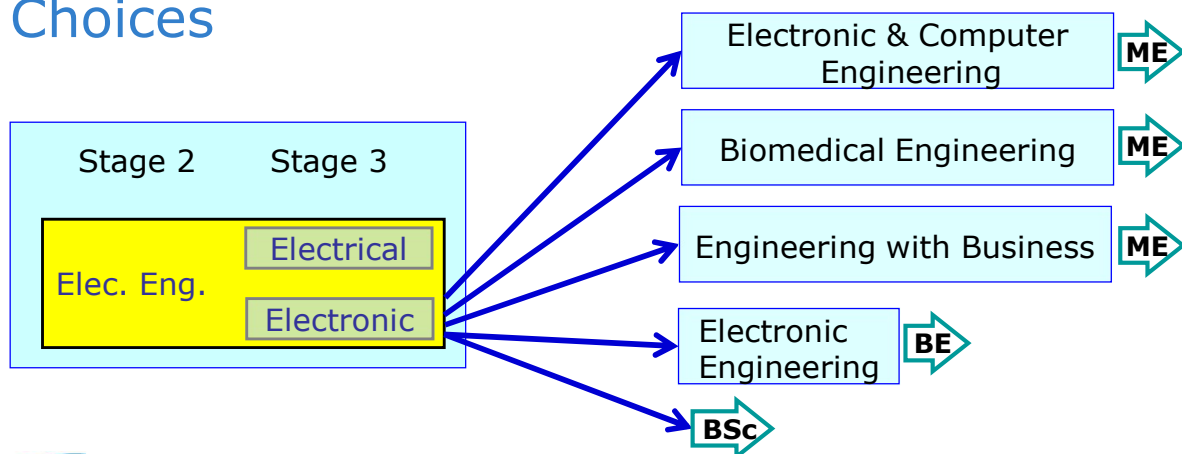 Choices
Stage 2
Stage 3
Elec. Eng.
Electrical
Electronic
Electronic & Computer
Engineering
ME
Biomedical Engineering
ME
Engineering with Business
ME
Electronic
Engineering
BE
BSc